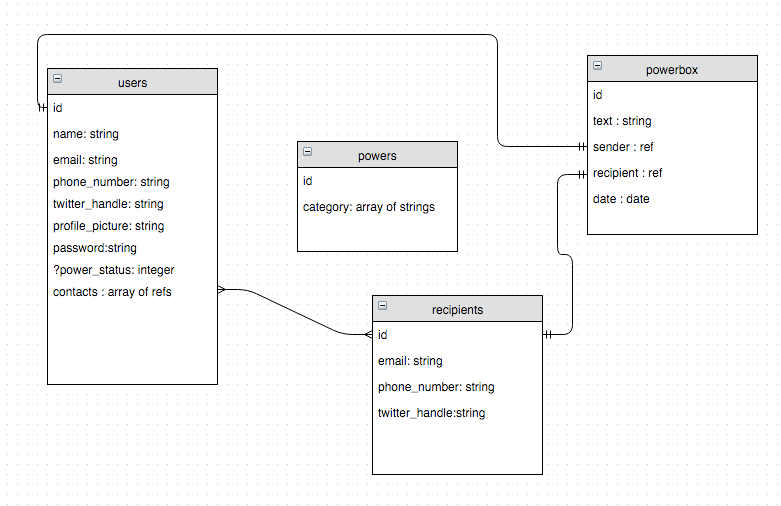 users
id
name: string
email: string
phone_number: string
twitter_handle: string
profile_picture: string
password:string
?power_status: integer
contacts : array of refs
powers
id
category: array of strings
recipients
id
email: string
phone_number: string
twitter_handle:string
powerbox
id
text : string
sender : ref
recipient : ref
date : date